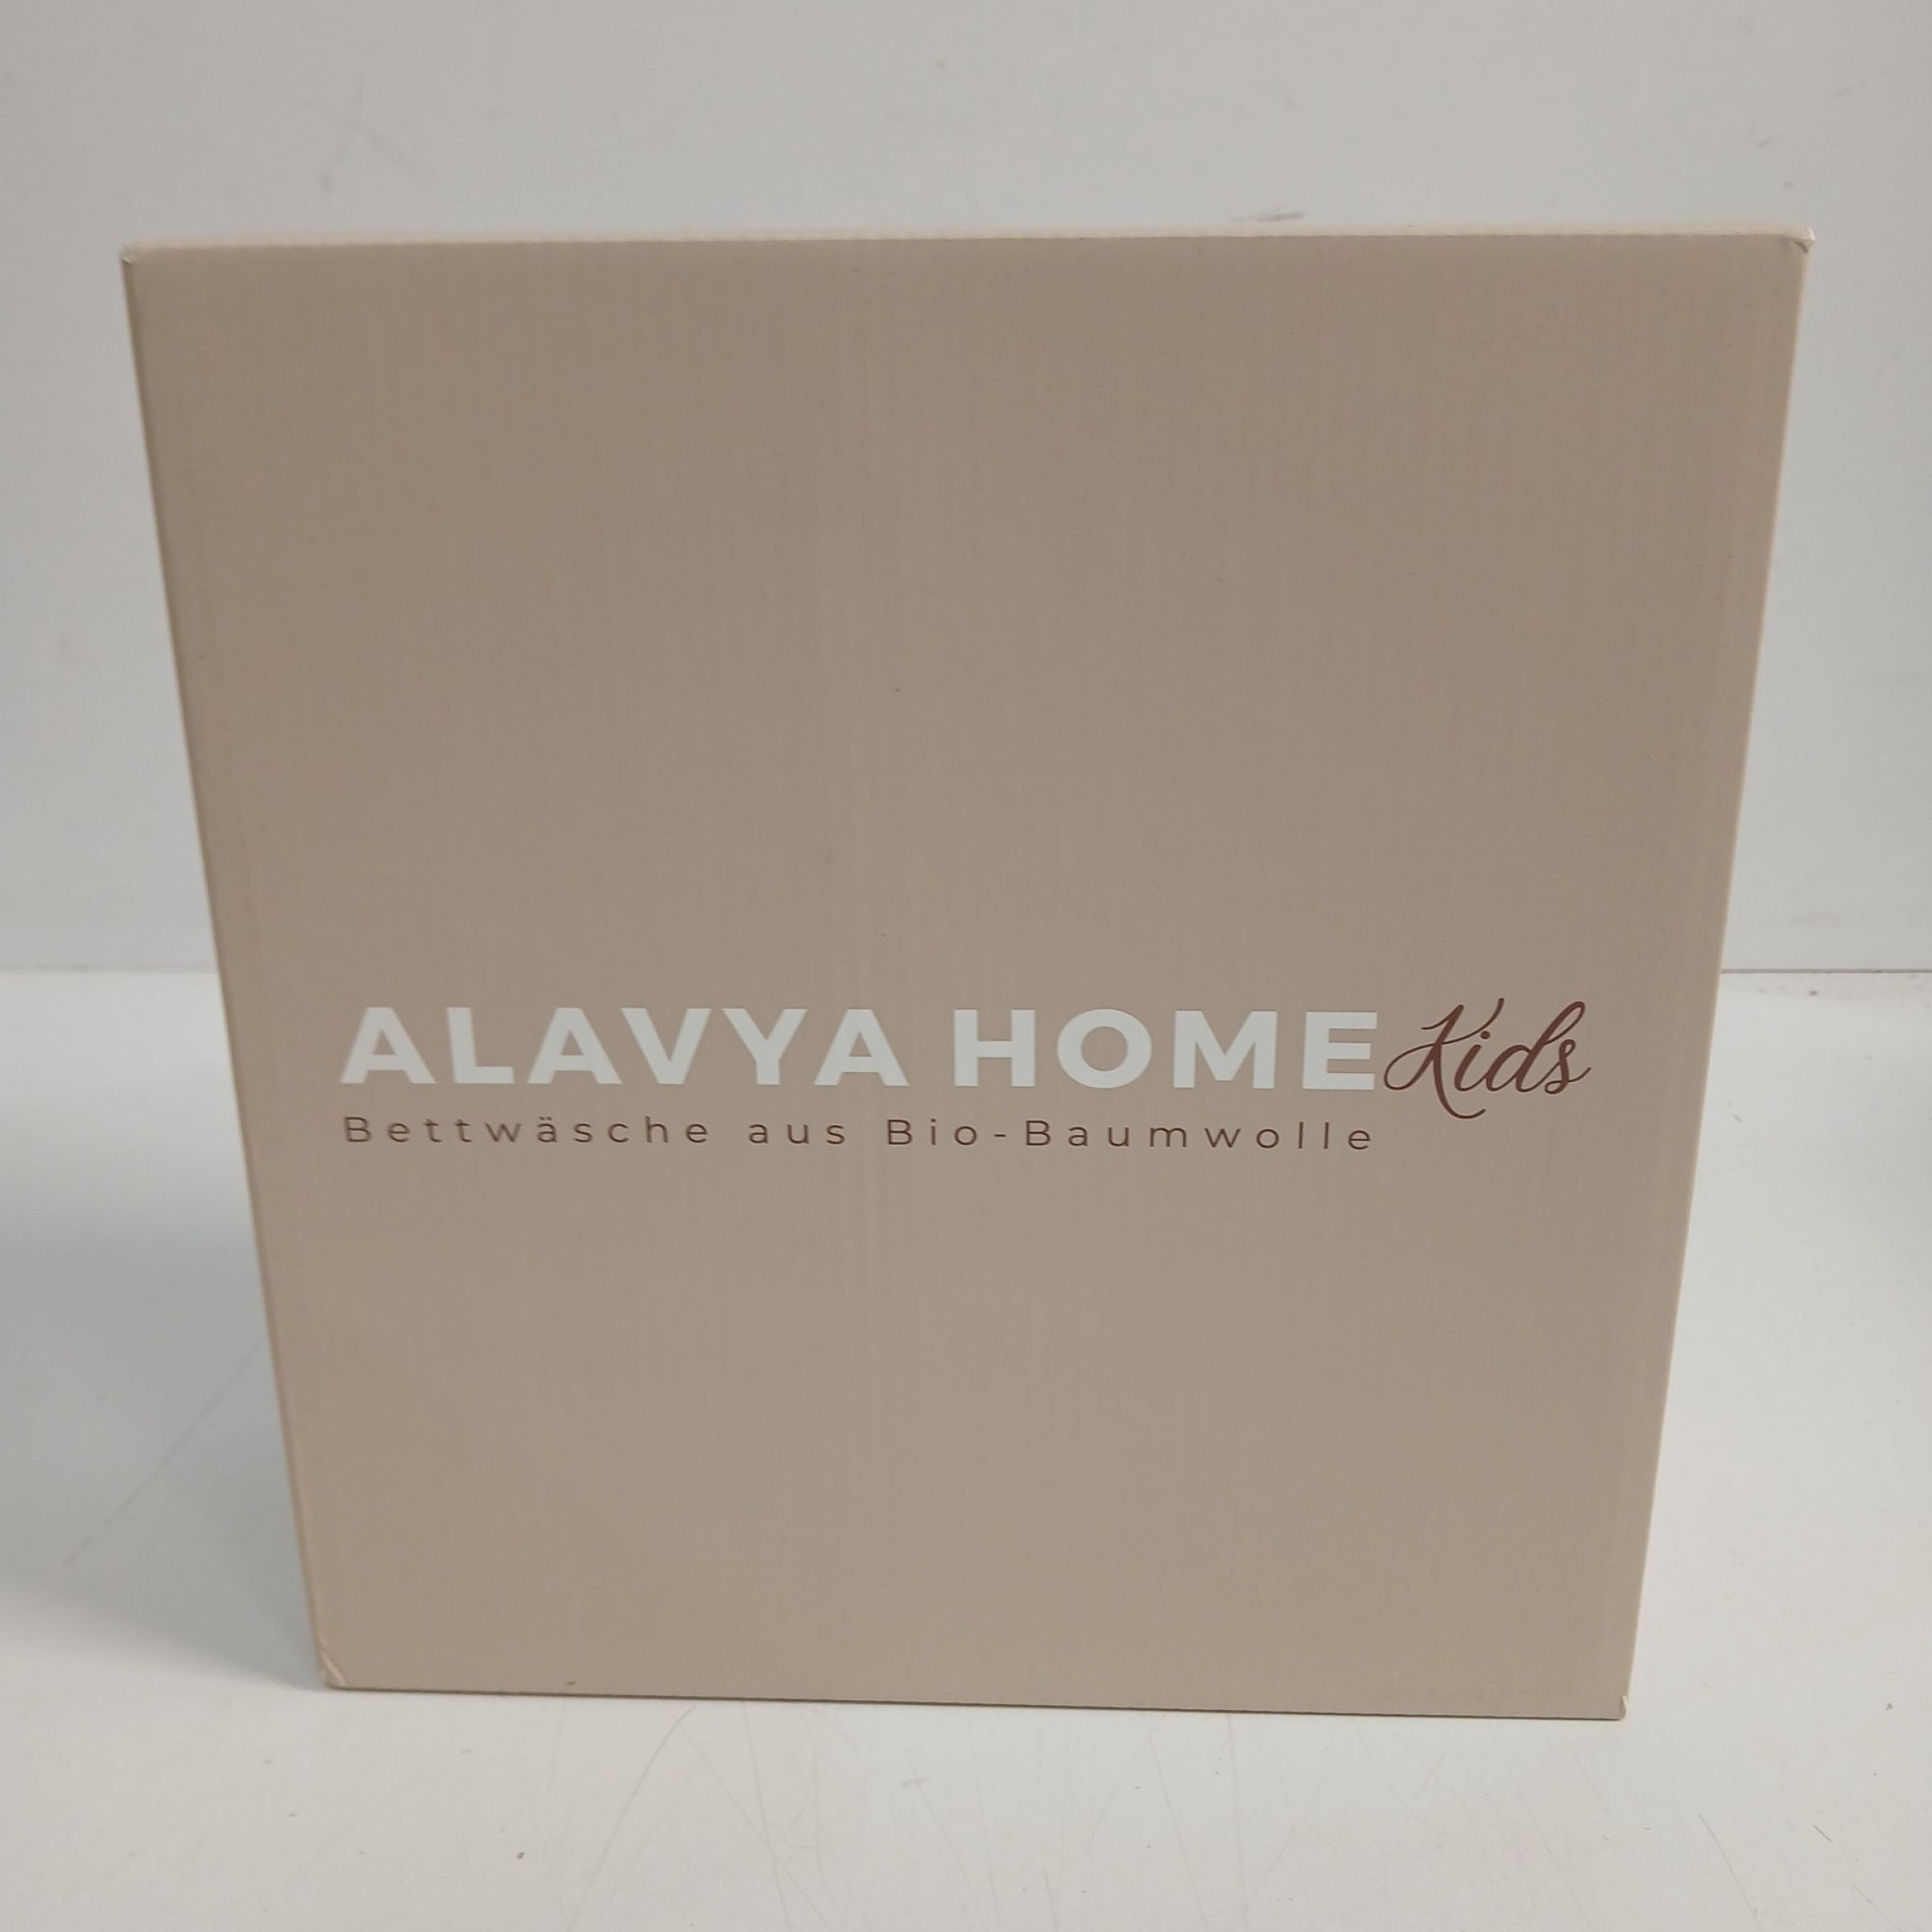 ALAVYA HOME Kids
Bettwäsche aus Bio-Baumwolle